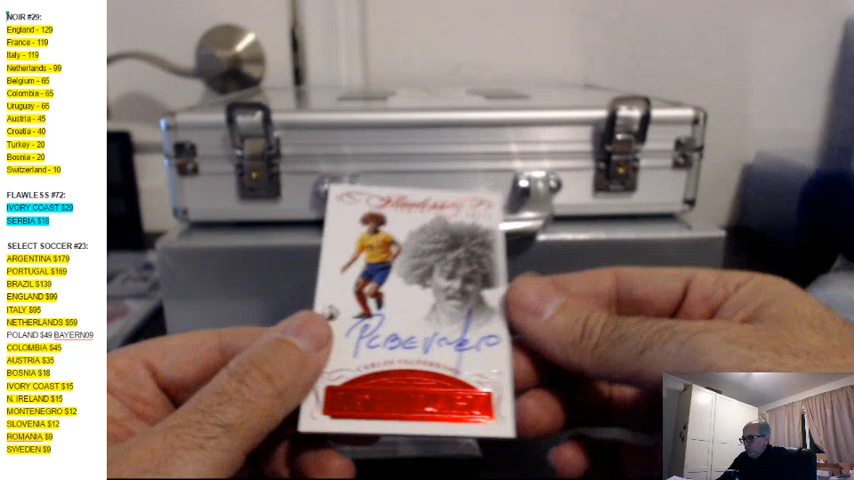 NOIR #29:
England - 129
France - 119
Italy - 119
Netherlands - 99
Belgium - 65
Colombia - 65
Uruguay - 65
Austria - 45
Croatia - 40
Turkey - 20
Bosnia - 20
Switzerland - 10
FLAWLESS #72:
IVORY COAST $29
SERBIA $18
SELECT SOCCER #23:
ARGENTINA $179
PORTUGAL $169
BRAZIL $139
ENGLAND $99
ITALY $95
NETHERLANDS $59
POLAND $49 BAYERN09
COLOMBIA $45
AUSTRIA $35
BOSNIA $18
IVORY COAST $15
N. IRELAND $15
MONTENEGRO $12
SLOVENIA $12
ROMANIA $9
SWEDEN $9
Flawless
CARLOS VALDERRAMA